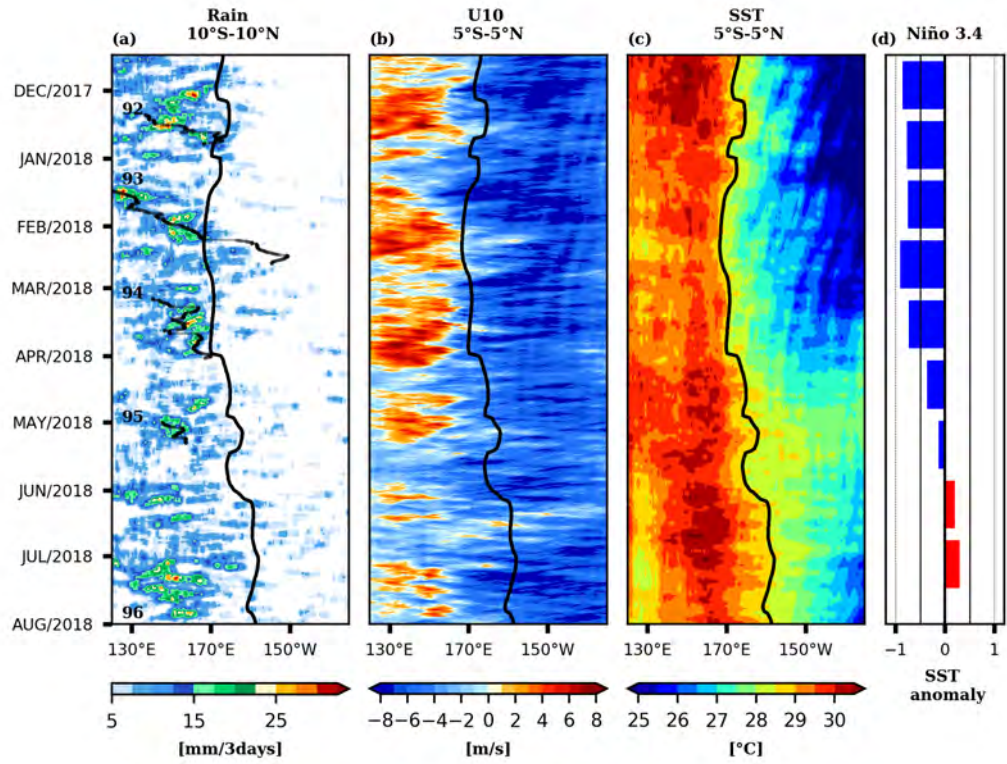 Rain
10°S-10°N
(a)
U10
5°S-5°N
(b)
SST
5°S-5°N
(c)
Niño 3.4
(d)
DEC/2017
JAN/2018
FEB/2018
MAR/2018
APR/2018
MAY/2018
JUN/2018
JUL/2018
AUG/2018
92
93
94
95
96
130°E 170°W 150°W
130°E 170°W 150°W
130°E 170°W 150°W
−1 0 1
SST
anomaly
5 15 25
[mm/3days]
−8 −6 −4 −2 0 2 4 6 8
[m/s]
25 26 27 28 29 30
[°C]